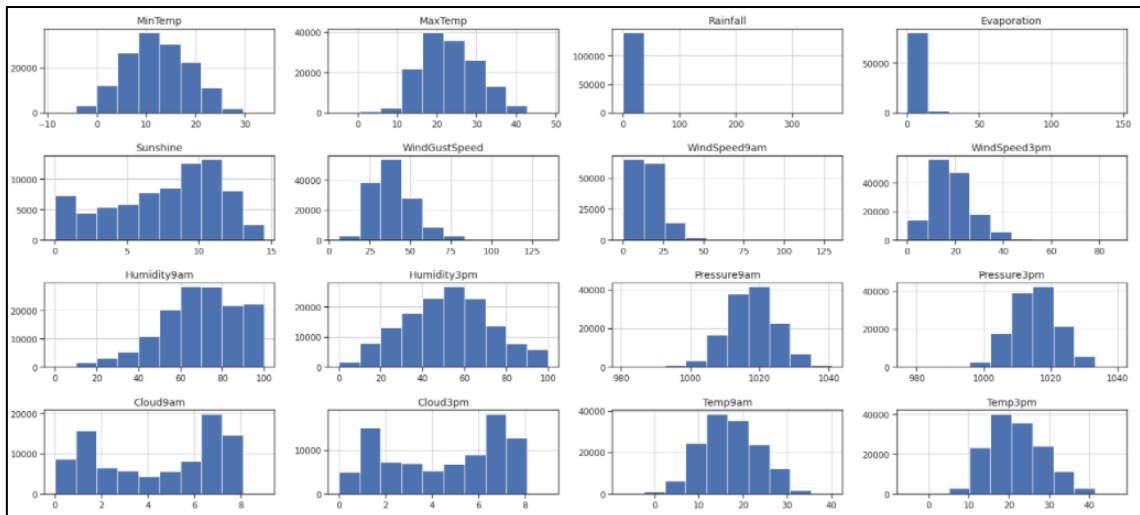 MinTemp MaxTemp Rainfall Evaporation
20000 0 −10 0 10 20 30
40000 20000 0 0 10 20 30 40 50
100000 50000 0 0 100 200 300
50000 0 0 50 100 150
Sunshine WindGustSpeed WindSpeed9am WindSpeed3pm
10000 5000 0 0 5 10 15
40000 20000 0 25 50 75 100 125
50000 25000 0 0 25 50 75 100 125
40000 20000 0 0 20 40 60 80
Humidity9am Humidity3pm Pressure9am Pressure3pm
20000 10000 0 0 20 40 60 80 100
20000 10000 0 0 20 40 60 80 100
40000 20000 0 980 1000 1020 1040
40000 20000 0 980 1000 1020 1040
Cloud9am Cloud3pm Temp9am Temp3pm
20000 10000 0 0 2 4 6 8
10000 0 0 2 4 6 8
40000 20000 0 0 10 20 30 40
40000 20000 0 0 10 20 30 40